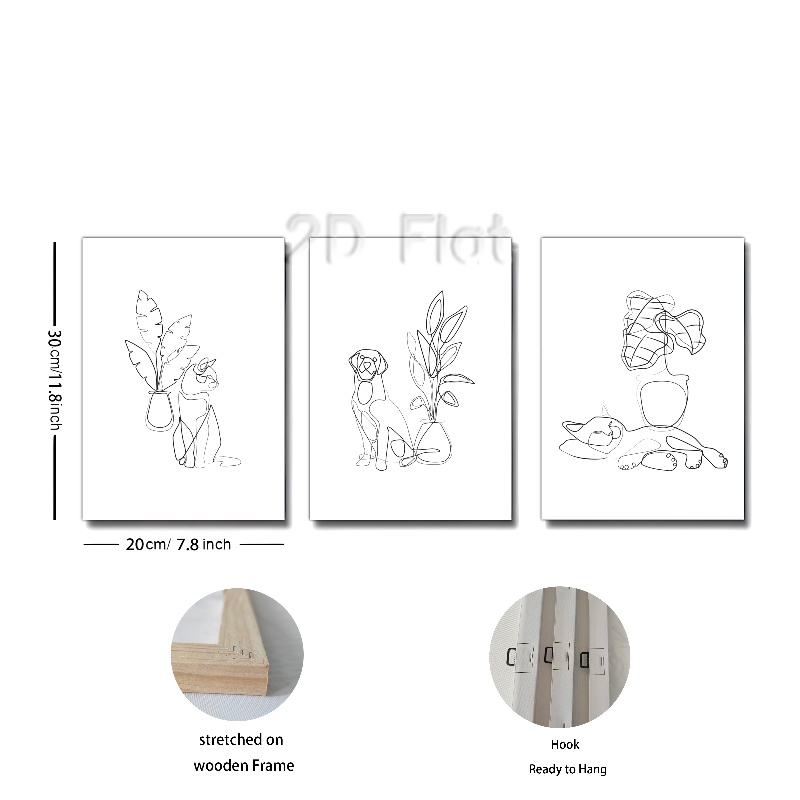 2D Flat
30cm/11.8inch
20cm/ 7.8 inch
stretched on
wooden Frame
Hook
Ready to Hang